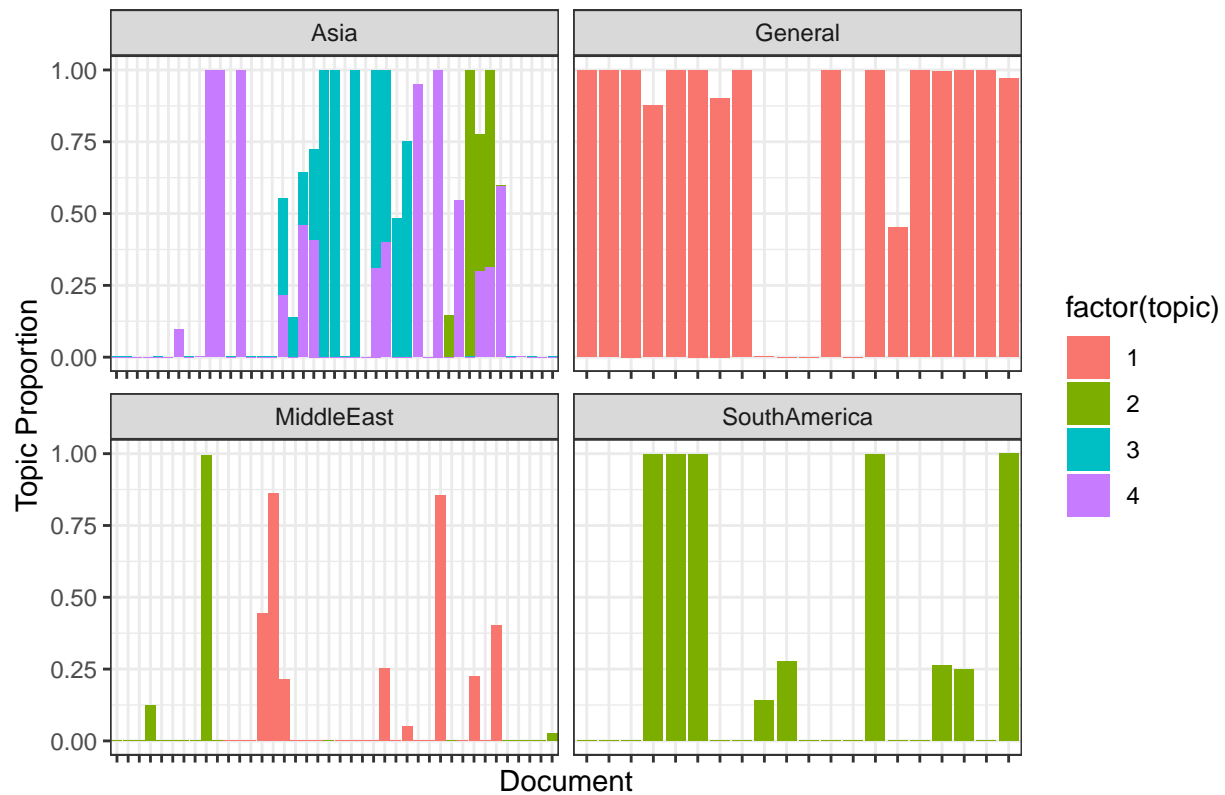 Asia
General
1.00
0.75
0.50
0.25
0.00
MiddleEast
SouthAmerica
1.00
0.75
0.50
0.25
0.00
Topic Proportion
Document
factor(topic)
1
2
3
4